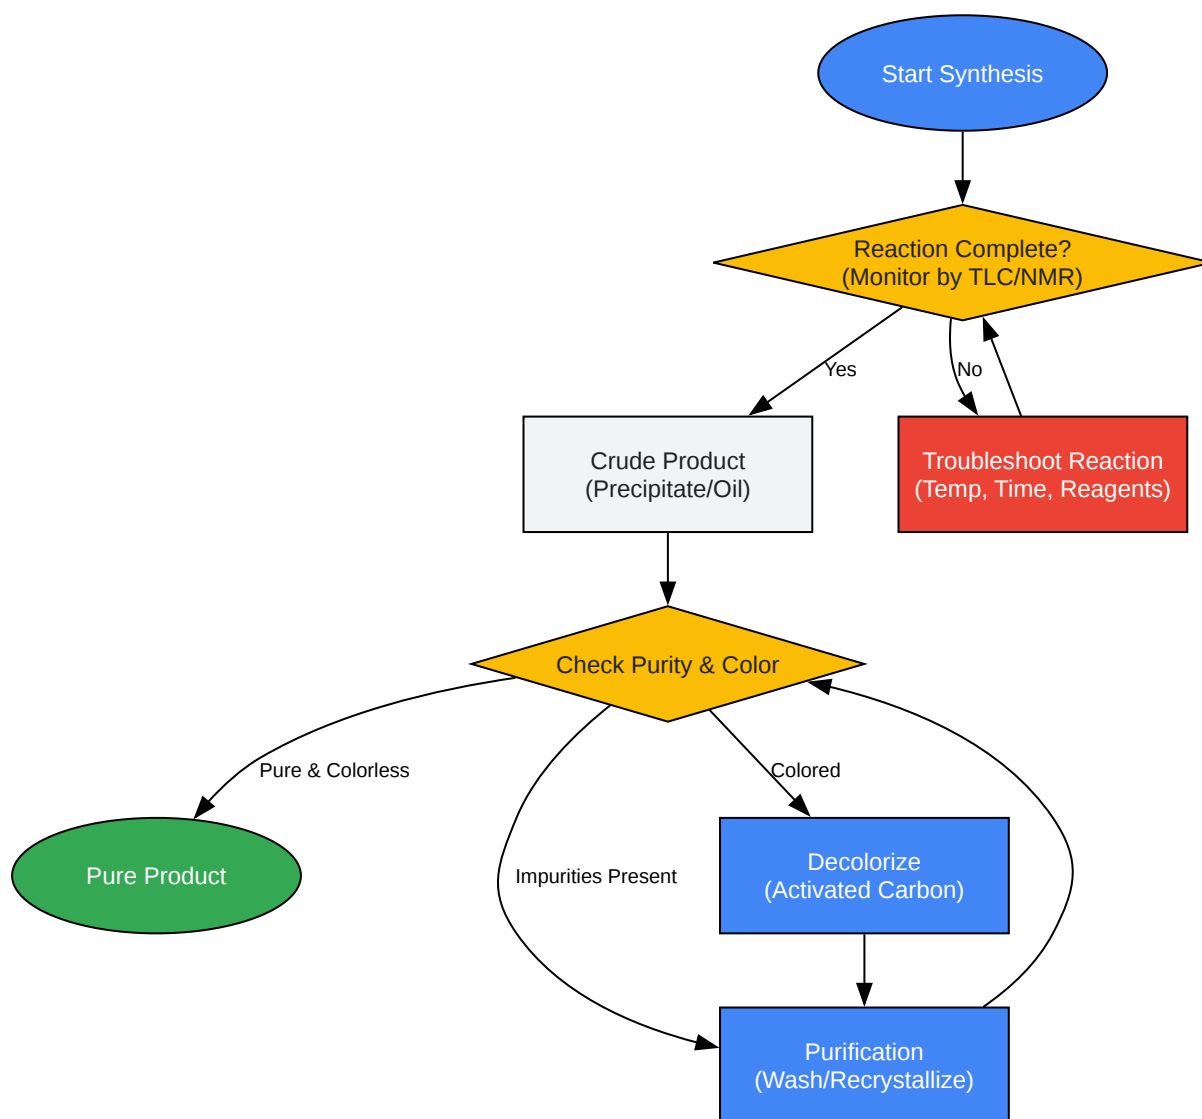 Start Synthesis
Reaction Complete?
(Monitor by TLC/NMR)
Yes
No
Crude Product
(Precipitate/Oil)
Troubleshoot Reaction
(Temp, Time, Reagents)
Check Purity & Color
Pure & Colorless
Colored
Impurities Present
Pure Product
Decolorize
(Activated Carbon)
Purification
(Wash/Recrystallize)